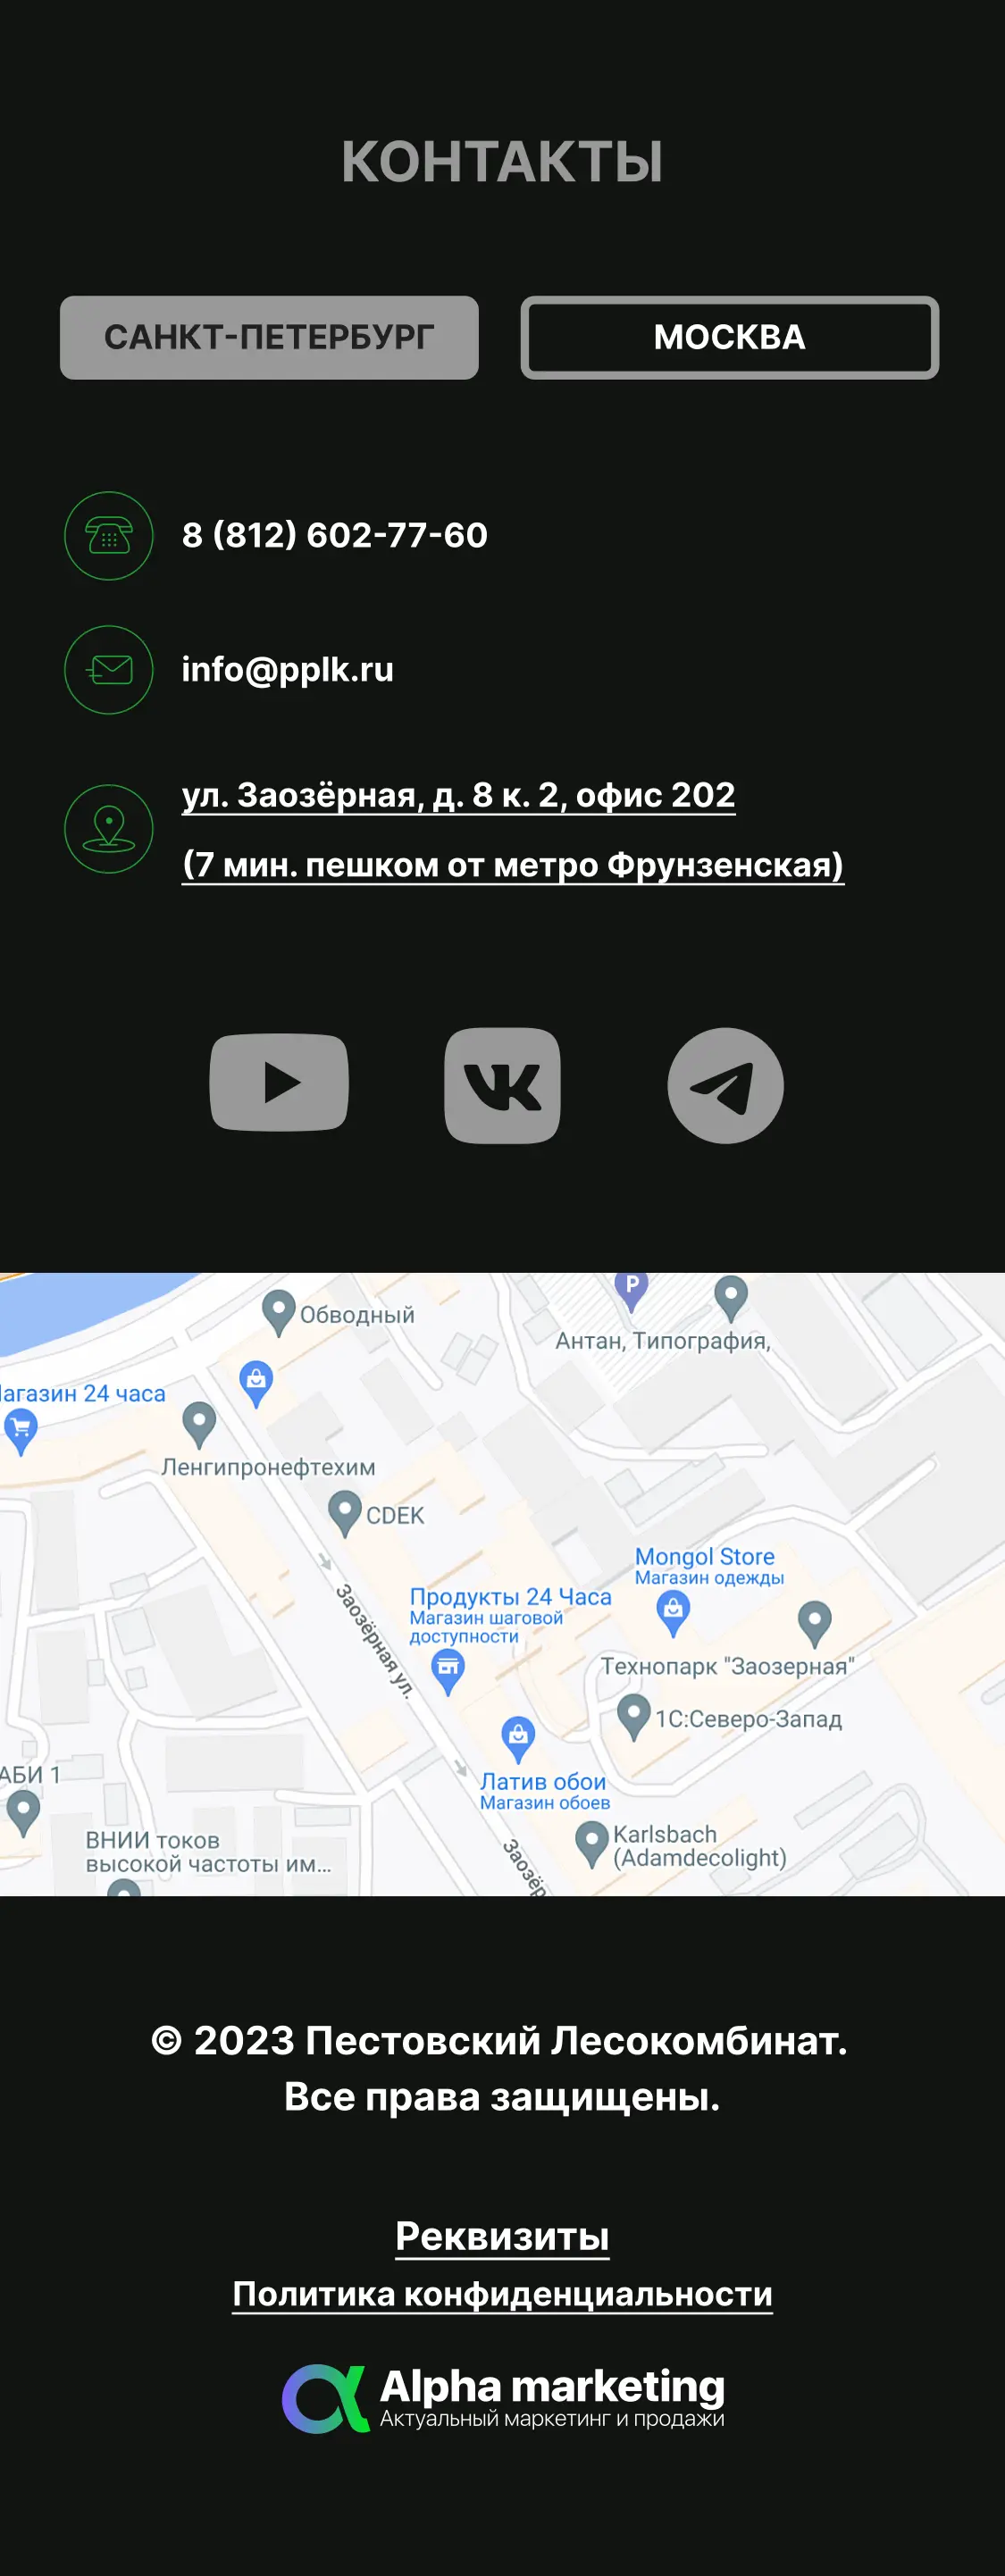 КОНТАКТЫ
САНКТ-ПЕТЕРБУРГ
МОСКВА
8 (812) 602-77-60
info@pplk.ru
ул. Заозёрная, д. 8 к. 2, офис 202
(7 мин. пешком от метро Фрунзенская)
P
Обводный
Антан, Типография,
агазин 24 часа
Ленгипронефтехим
CDEK
Mongol Store
Магазин одежды
Продукты 24 Часа
Магазин шаговой
доступности
Заозёрная ул.
Технопарк "Заозерная"
1С:Северо-Запад
Латив обои
Магазин обоев
АБИ 1
ВНИИ токов
высокой частоты им...
Karlsbach
(Adamdecolight)
Заозёр
© 2023 Пестовский Лесокомбинат.
Все права защищены.
Реквизиты
Политика конфиденциальности
Alpha marketing
Актуальный маркетинг и продажи